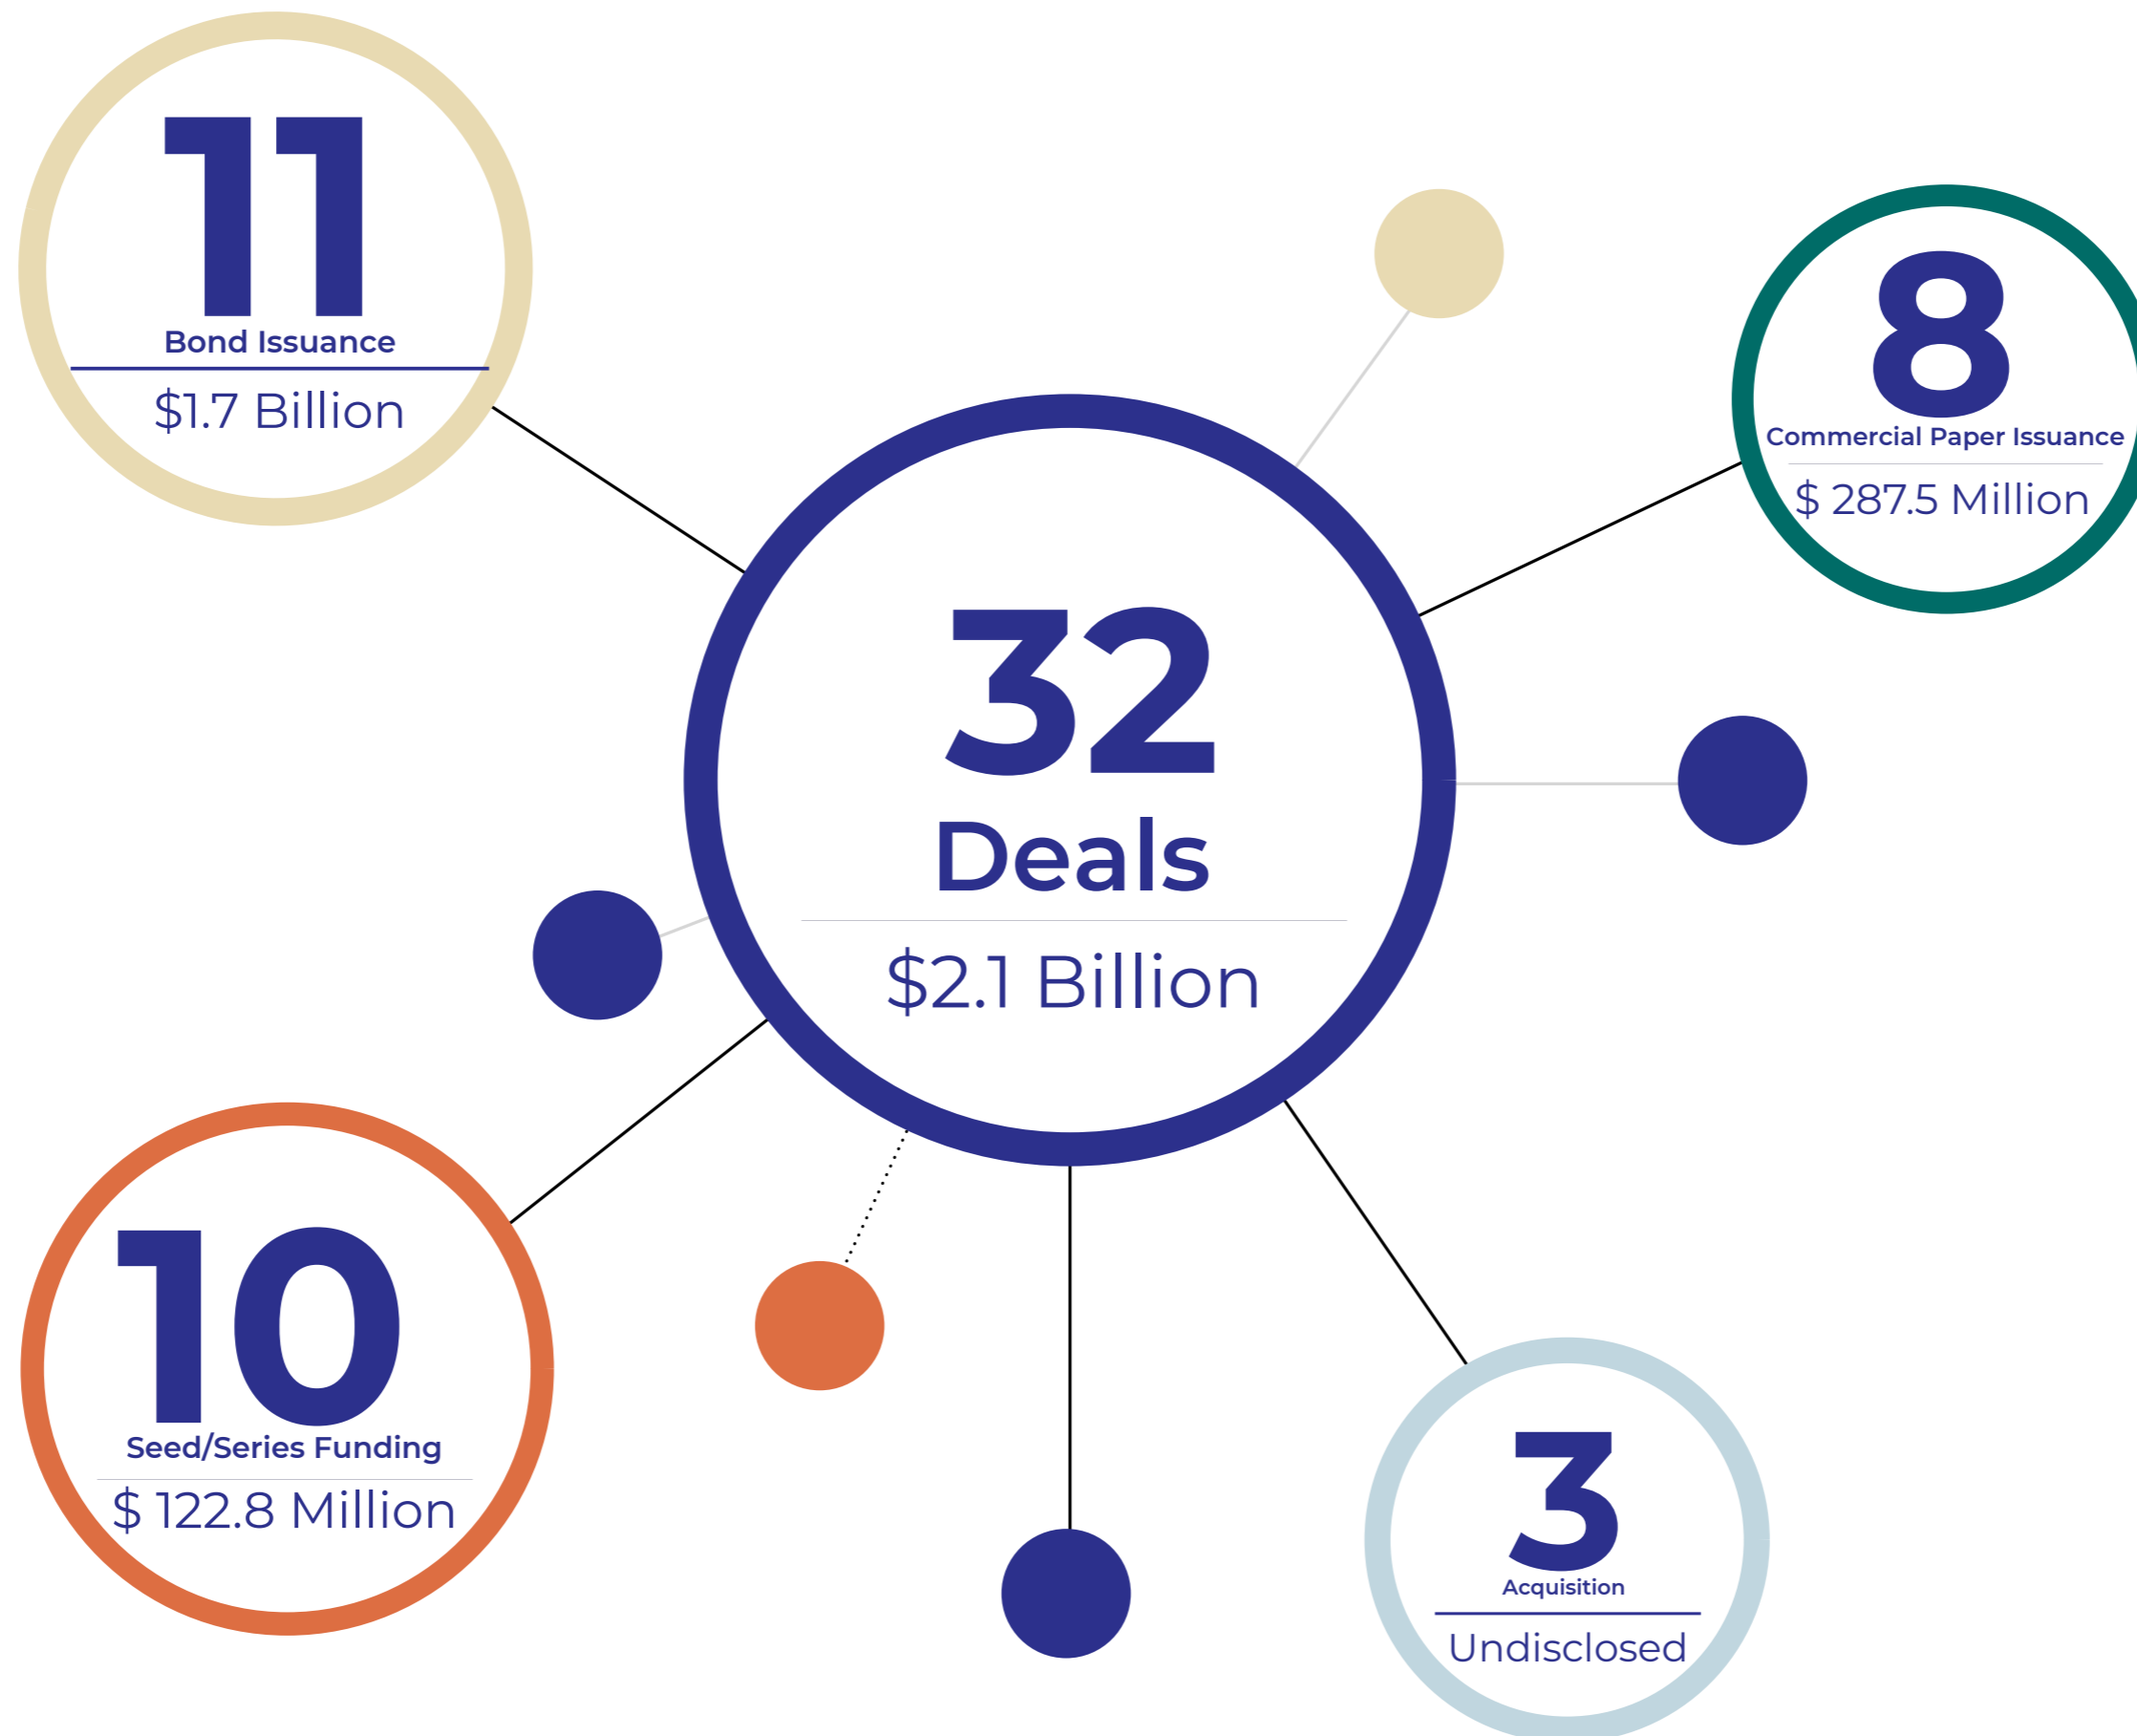 11
Bond Issuance
$1.7 Billion
8
Commercial Paper Issuance
$ 287.5 Million
32
Deals
$2.1 Billion
10
Seed/Series Funding
$ 122.8 Million
3
Acquisition
Undisclosed